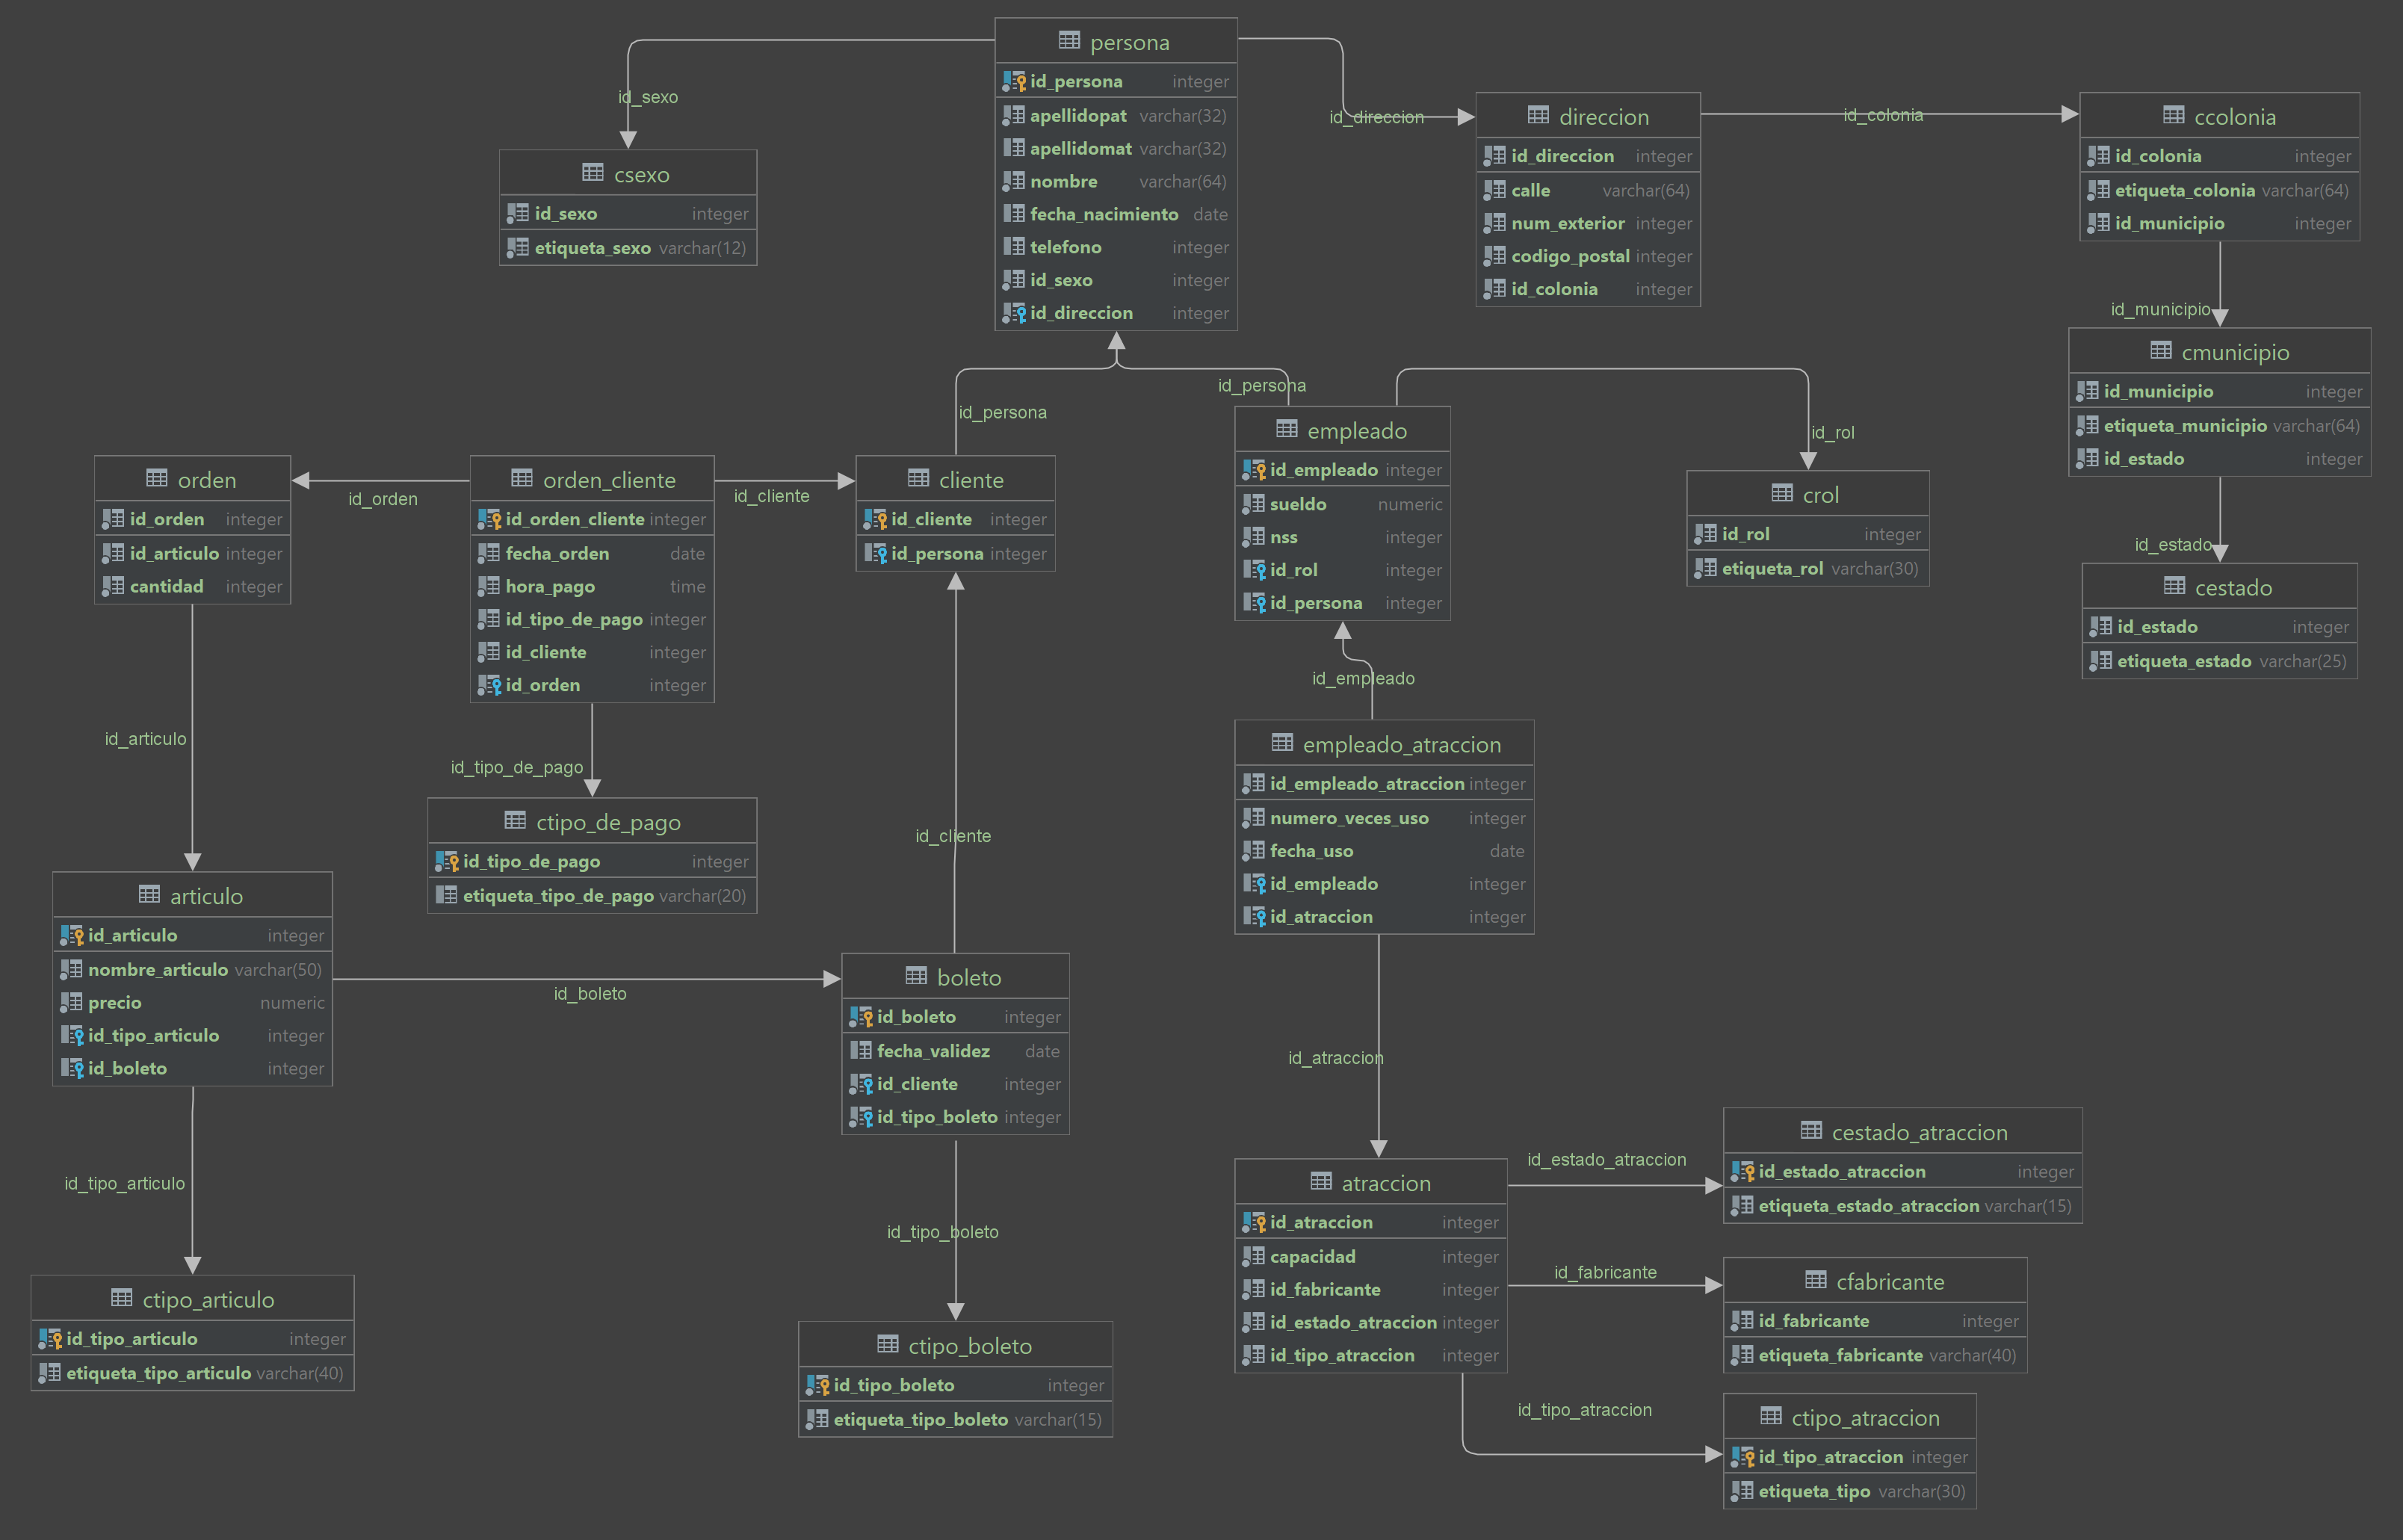 persona
id_persona integer
apellidopat varchar(32)
apellidomat varchar(32)
nombre varchar(64)
fecha_nacimiento date
telefono integer
id_sexo integer
id_direccion integer
id_sexo
csexo
id_sexo integer
etiqueta_sexo varchar(12)
id_direccion
direccion
id_direccion integer
calle varchar(64)
num_exterior integer
codigo_postal integer
id_colonia integer
id_colonia
ccolonia
id_colonia integer
etiqueta_colonia varchar(64)
id_municipio integer
id_municipio
cmunicipio
id_municipio integer
etiqueta_municipio varchar(64)
id_estado integer
id_estado
cestado
id_estado integer
etiqueta_estado varchar(25)
id_persona
id_persona
empleado
id_empleado integer
sueldo numeric
nss integer
id_rol integer
id_persona integer
id_rol
crol
id_rol integer
etiqueta_rol varchar(30)
orden
id_orden integer
id_articulo integer
cantidad integer
id_orden
orden_cliente
id_orden_cliente integer
fecha_orden date
hora_pago time
id_tipo_de_pago integer
id_cliente integer
id_orden integer
id_cliente
cliente
id_cliente integer
id_persona integer
id_empleado
empleado_atraccion
id_empleado_atraccion integer
numero_veces_uso integer
fecha_uso date
id_empleado integer
id_atraccion integer
id_articulo
id_tipo_de_pago
ctipo_de_pago
id_tipo_de_pago integer
etiqueta_tipo_de_pago varchar(20)
id_cliente
articulo
id_articulo integer
nombre_articulo varchar(50)
precio numeric
id_tipo_articulo integer
id_boleto integer
id_boleto
boleto
id_boleto integer
fecha_validez date
id_cliente integer
id_tipo_boleto integer
id_atraccion
atraccion
id_atraccion integer
capacidad integer
id_fabricante integer
id_estado_atraccion integer
id_tipo_atraccion integer
id_estado_atraccion
cestado_atraccion
id_estado_atraccion integer
etiqueta_estado_atraccion varchar(15)
id_fabricante
cfabricante
id_fabricante integer
etiqueta_fabricante varchar(40)
id_tipo_atraccion
ctipo_atraccion
id_tipo_atraccion integer
etiqueta_tipo varchar(30)
id_tipo_articulo
ctipo_articulo
id_tipo_articulo integer
etiqueta_tipo_articulo varchar(40)
id_tipo_boleto
ctipo_boleto
id_tipo_boleto integer
etiqueta_tipo_boleto varchar(15)